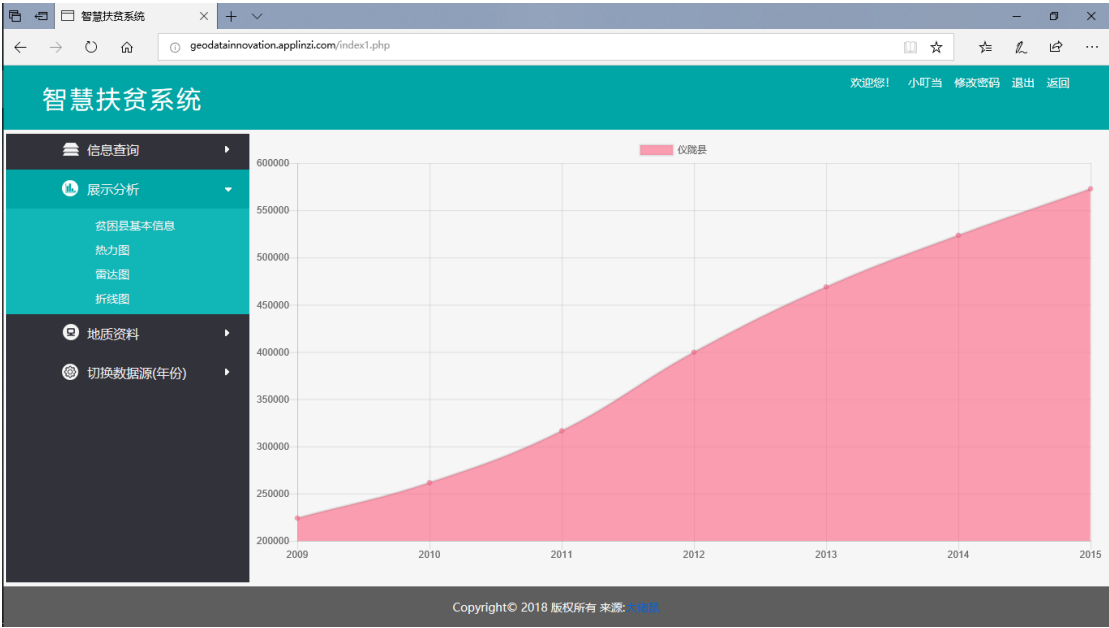 智慧扶贫系统
geodatainnovation.applinzi.com/index1.php
欢迎您! 小叮当 修改密码 退出 返回
智慧扶贫系统
信息查询
展示分析
贫困县基本信息
热力图
雷达图
折线图
地质资料
切换数据源(年份)
仪陇县
600000
550000
500000
450000
400000
350000
300000
250000
200000
2009 2010 2011 2012 2013 2014 2015
Copyright© 2018 版权所有 来源: